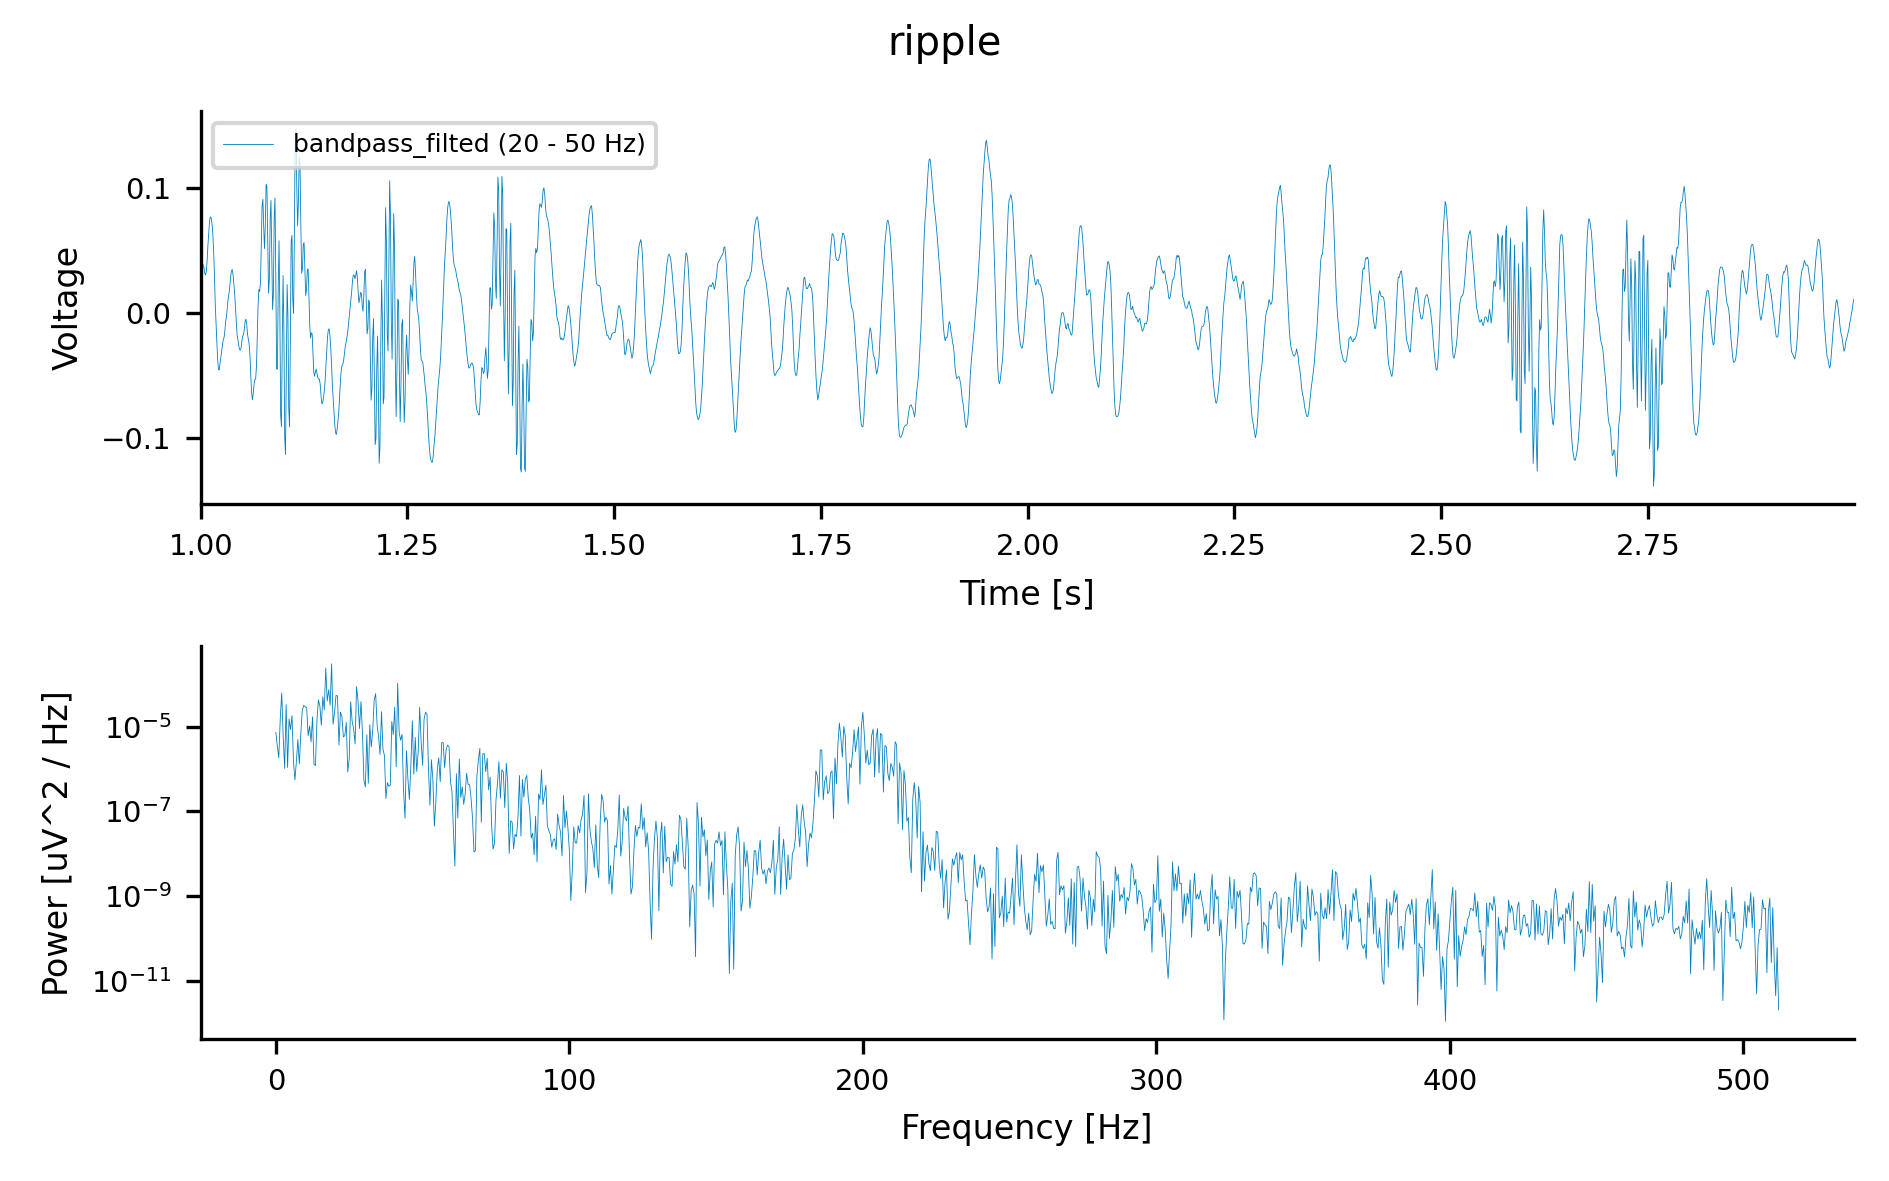 ripple
bandpass_filted (20 - 50 Hz)
Voltage
0.1
0.0
−0.1
1.00 1.25 1.50 1.75 2.00 2.25 2.50 2.75
Time [s]
Power [uV^2 / Hz]
10⁻⁵
10⁻⁷
10⁻⁹
10⁻¹¹
0 100 200 300 400 500
Frequency [Hz]